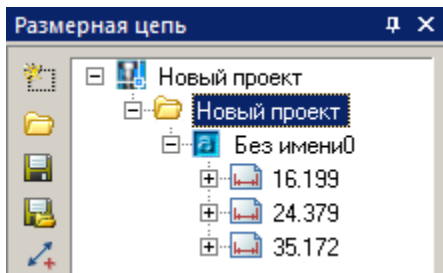 Размерная цепь
Новый проект
Новый проект
Без имени0
16.199
24.379
35.172